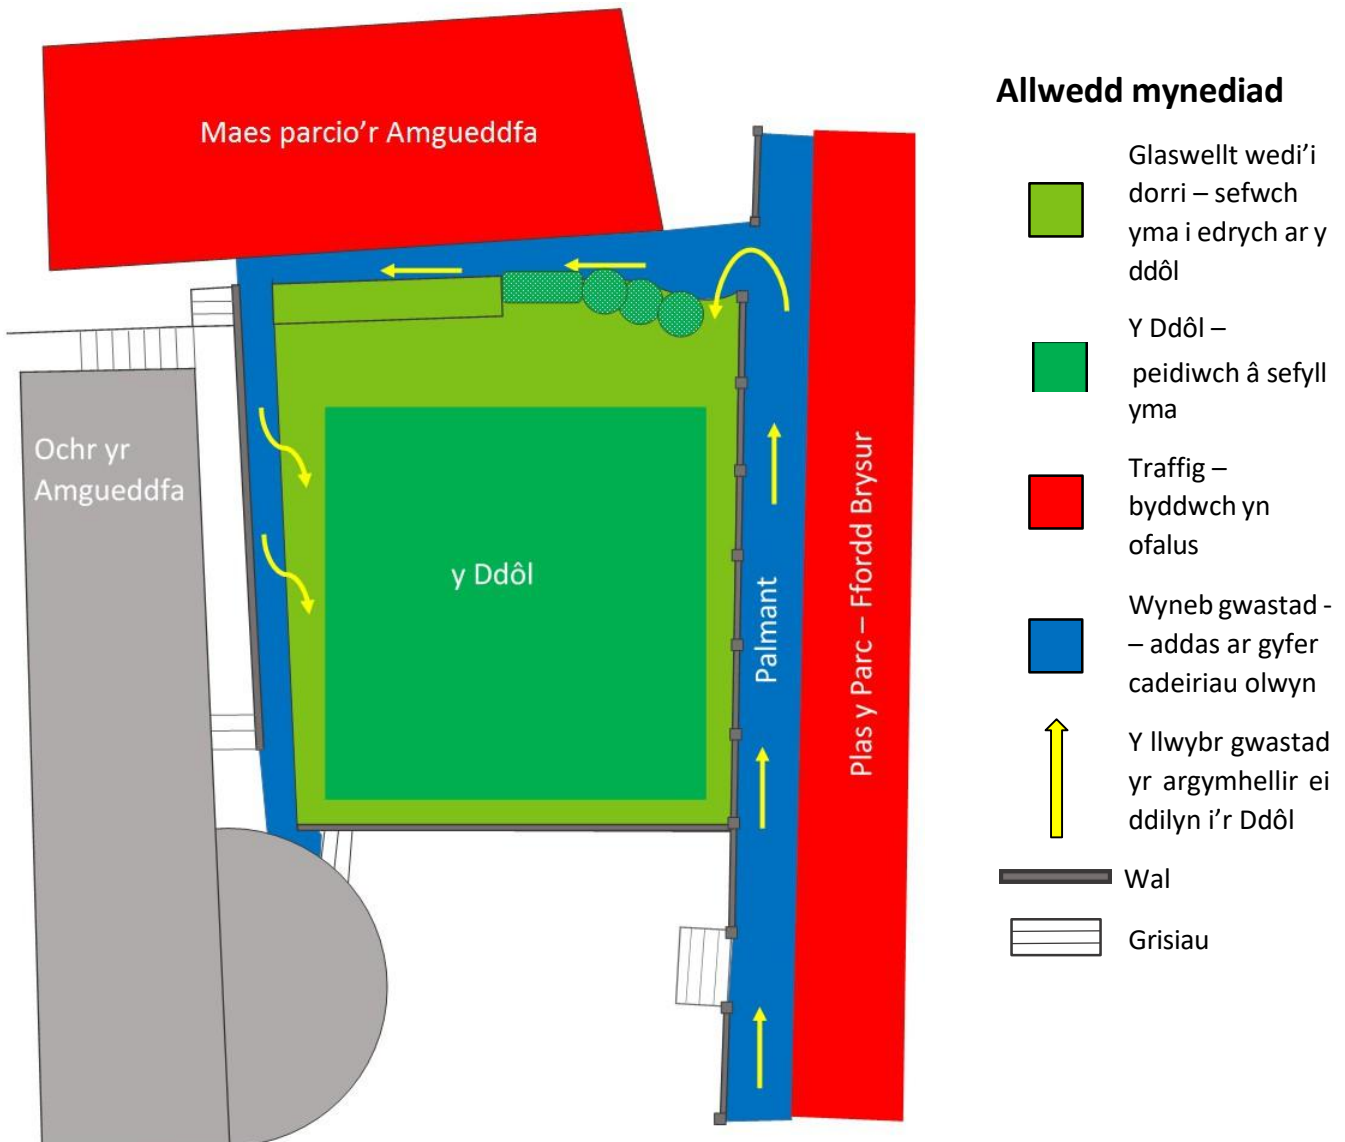 Maes parcio'r Amgueddfa
Ochr yr
Amgueddfa
y Ddôl
Palmant
Plas y Parc – Ffordd Brysur
Allwedd mynediad
Glaswellt wedi'i
dorri – sefwch
yma i edrych ar y
ddôl
Y Ddôl –
peidiwch â sefyll
yma
Traffig –
byddwch yn
ofalus
Wyneb gwastad -
– addas ar gyfer
cadeiriau olwyn
Y llwybr gwastad
yr argymhellir ei
ddilyn i'r Ddôl
Wal
Grisiau